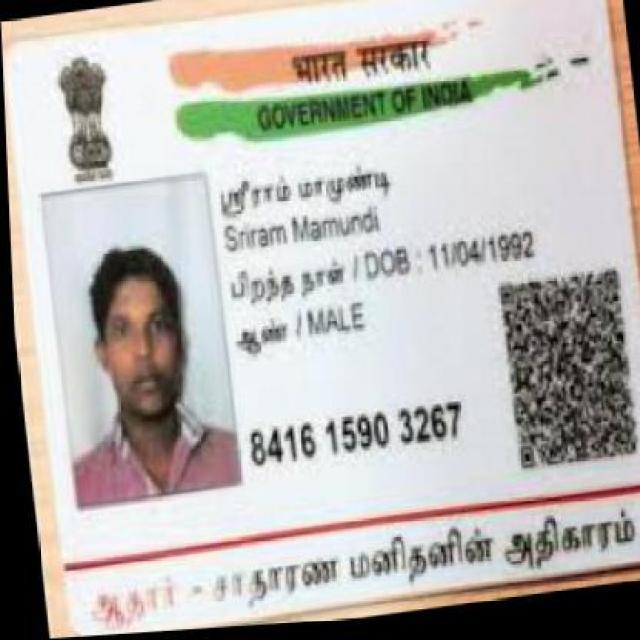 भारत सरकार
GOVERNMENT OF INDIA
ஸ்ரீராம் மாமுண்டி
Sriram Mamundi
பிறந்த நாள் / DOB : 11/04/1992
ஆண் / MALE
8416 1590 3267
ஆதார் - சாதாரண மனிதனின் அதிகாரம்